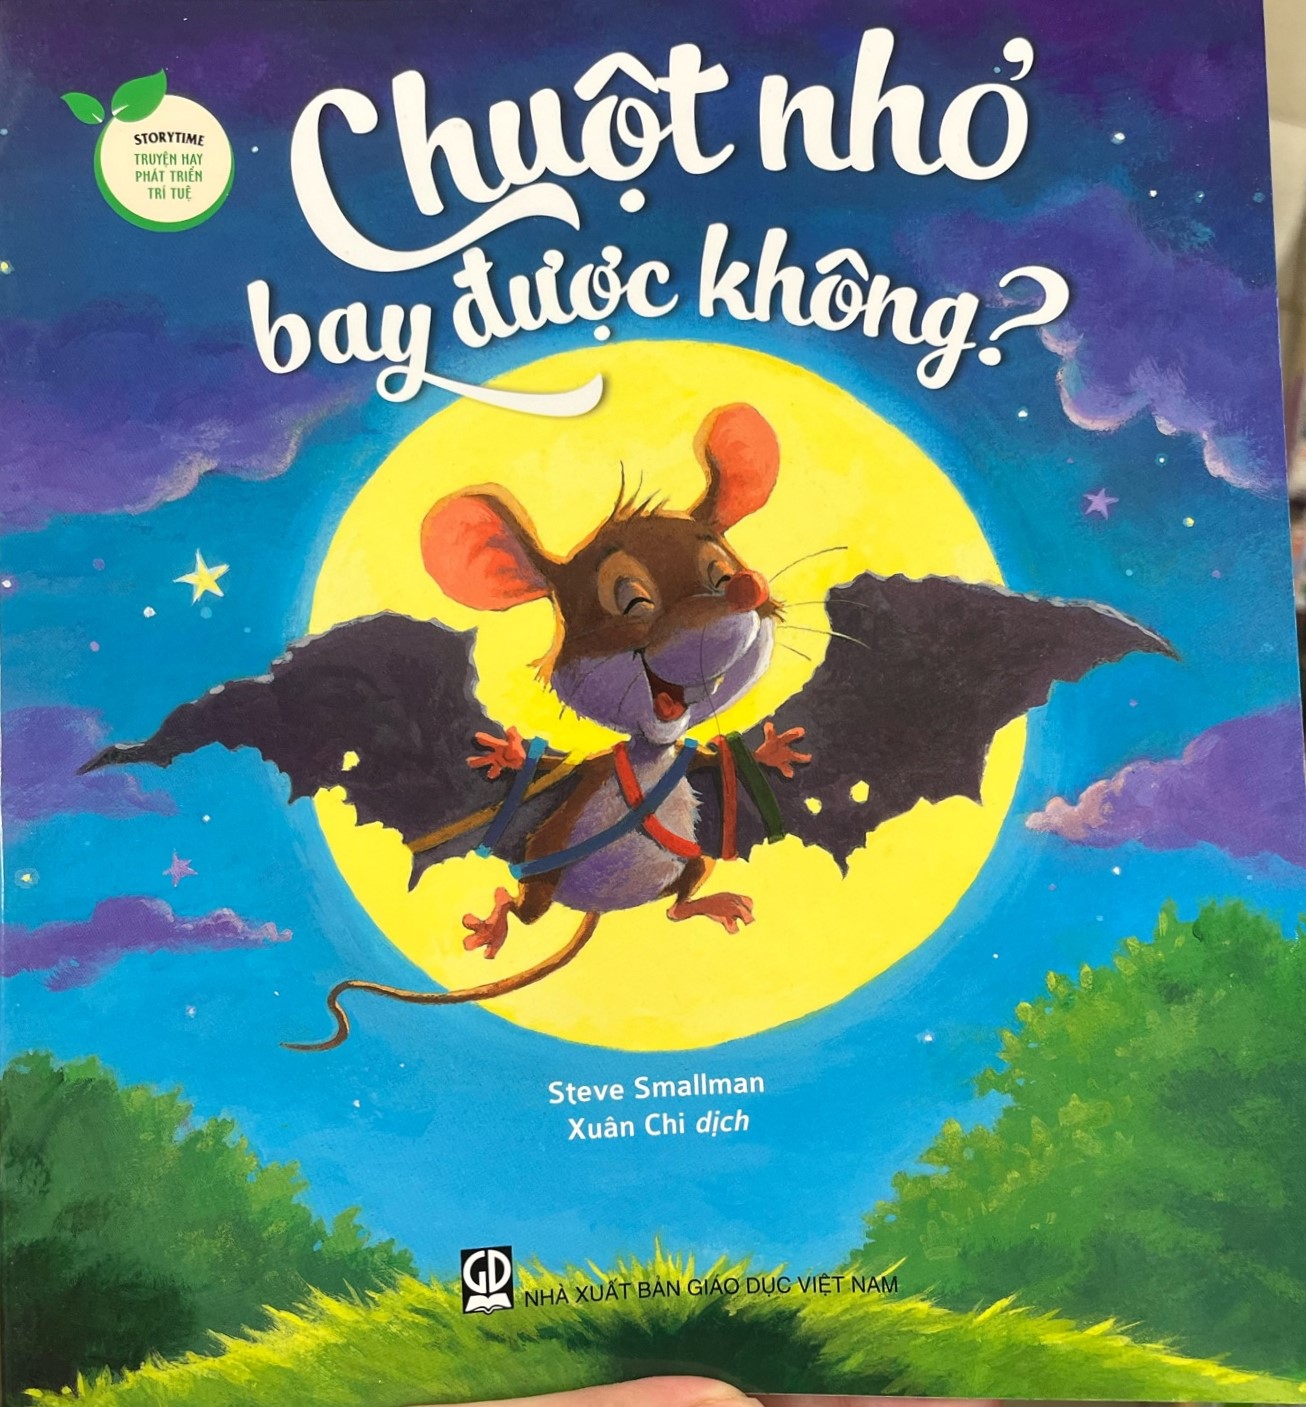 STORYTIME
TRUYỆN HAY
PHÁT TRIỂN
TRÍ TUỆ
Chuột nhỏ
bay được không?
Steve Smallman
Xuân Chi dịch
GD
NHÀ XUẤT BẢN GIÁO DỤC VIỆT NAM